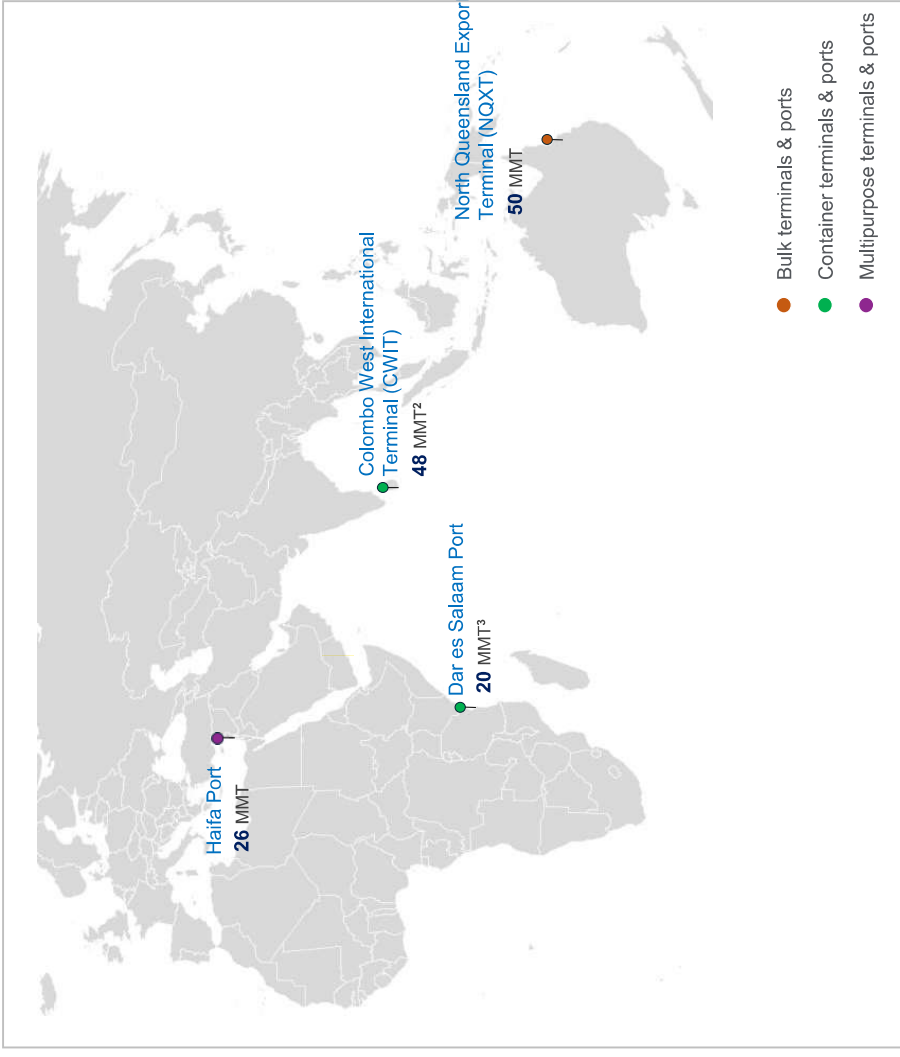 Haifa Port
26 MMT
Colombo West International
Terminal (CWIT)
48 MMT²
Dar es Salaam Port
20 MMT³
North Queensland Expor
Terminal (NQXT)
50 MMT
Bulk terminals & ports
Container terminals & ports
Multipurpose terminals & ports